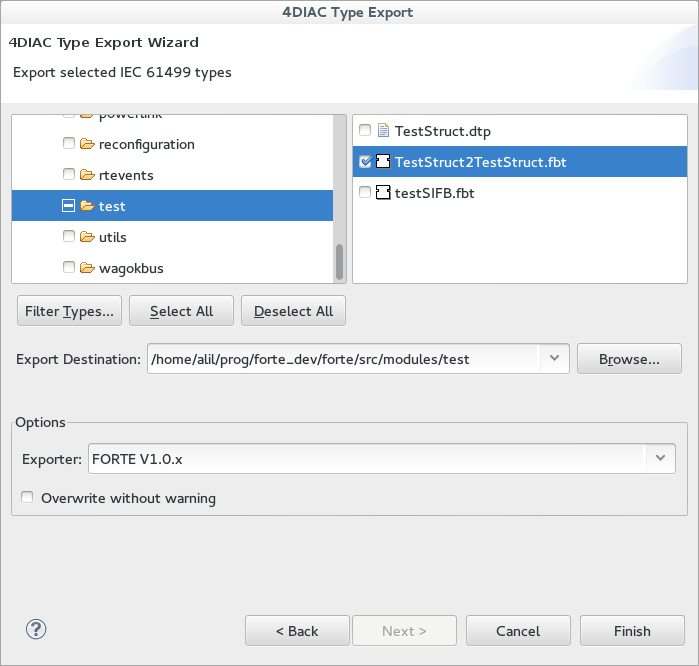 4DIAC Type Export
4DIAC Type Export Wizard
Export selected IEC 61499 types
powerlink
reconfiguration
rtevents
test
utils
wagokbus
TestStruct.dtp
TestStruct2TestStruct.fbt
testSIFB.fbt
Filter Types... Select All Deselect All
Export Destination: /home/alil/prog/forte_dev/forte/src/modules/test Browse...
Options
Exporter: FORTE V1.0.x
Overwrite without warning
? < Back Next > Cancel Finish